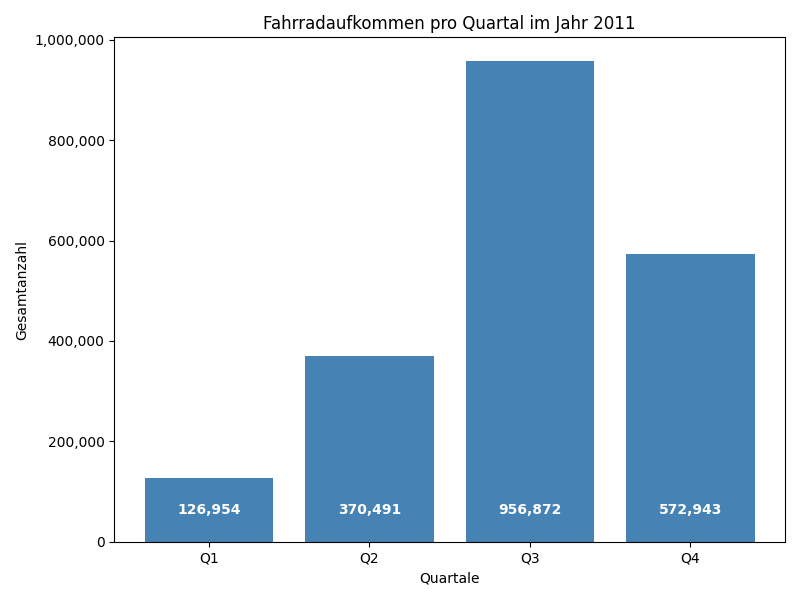 Fahrradaufkommen pro Quartal im Jahr 2011
Gesamtanzahl
1,000,000
800,000
600,000
400,000
200,000
0
126,954
370,491
956,872
572,943
Q1
Q2
Q3
Q4
Quartale